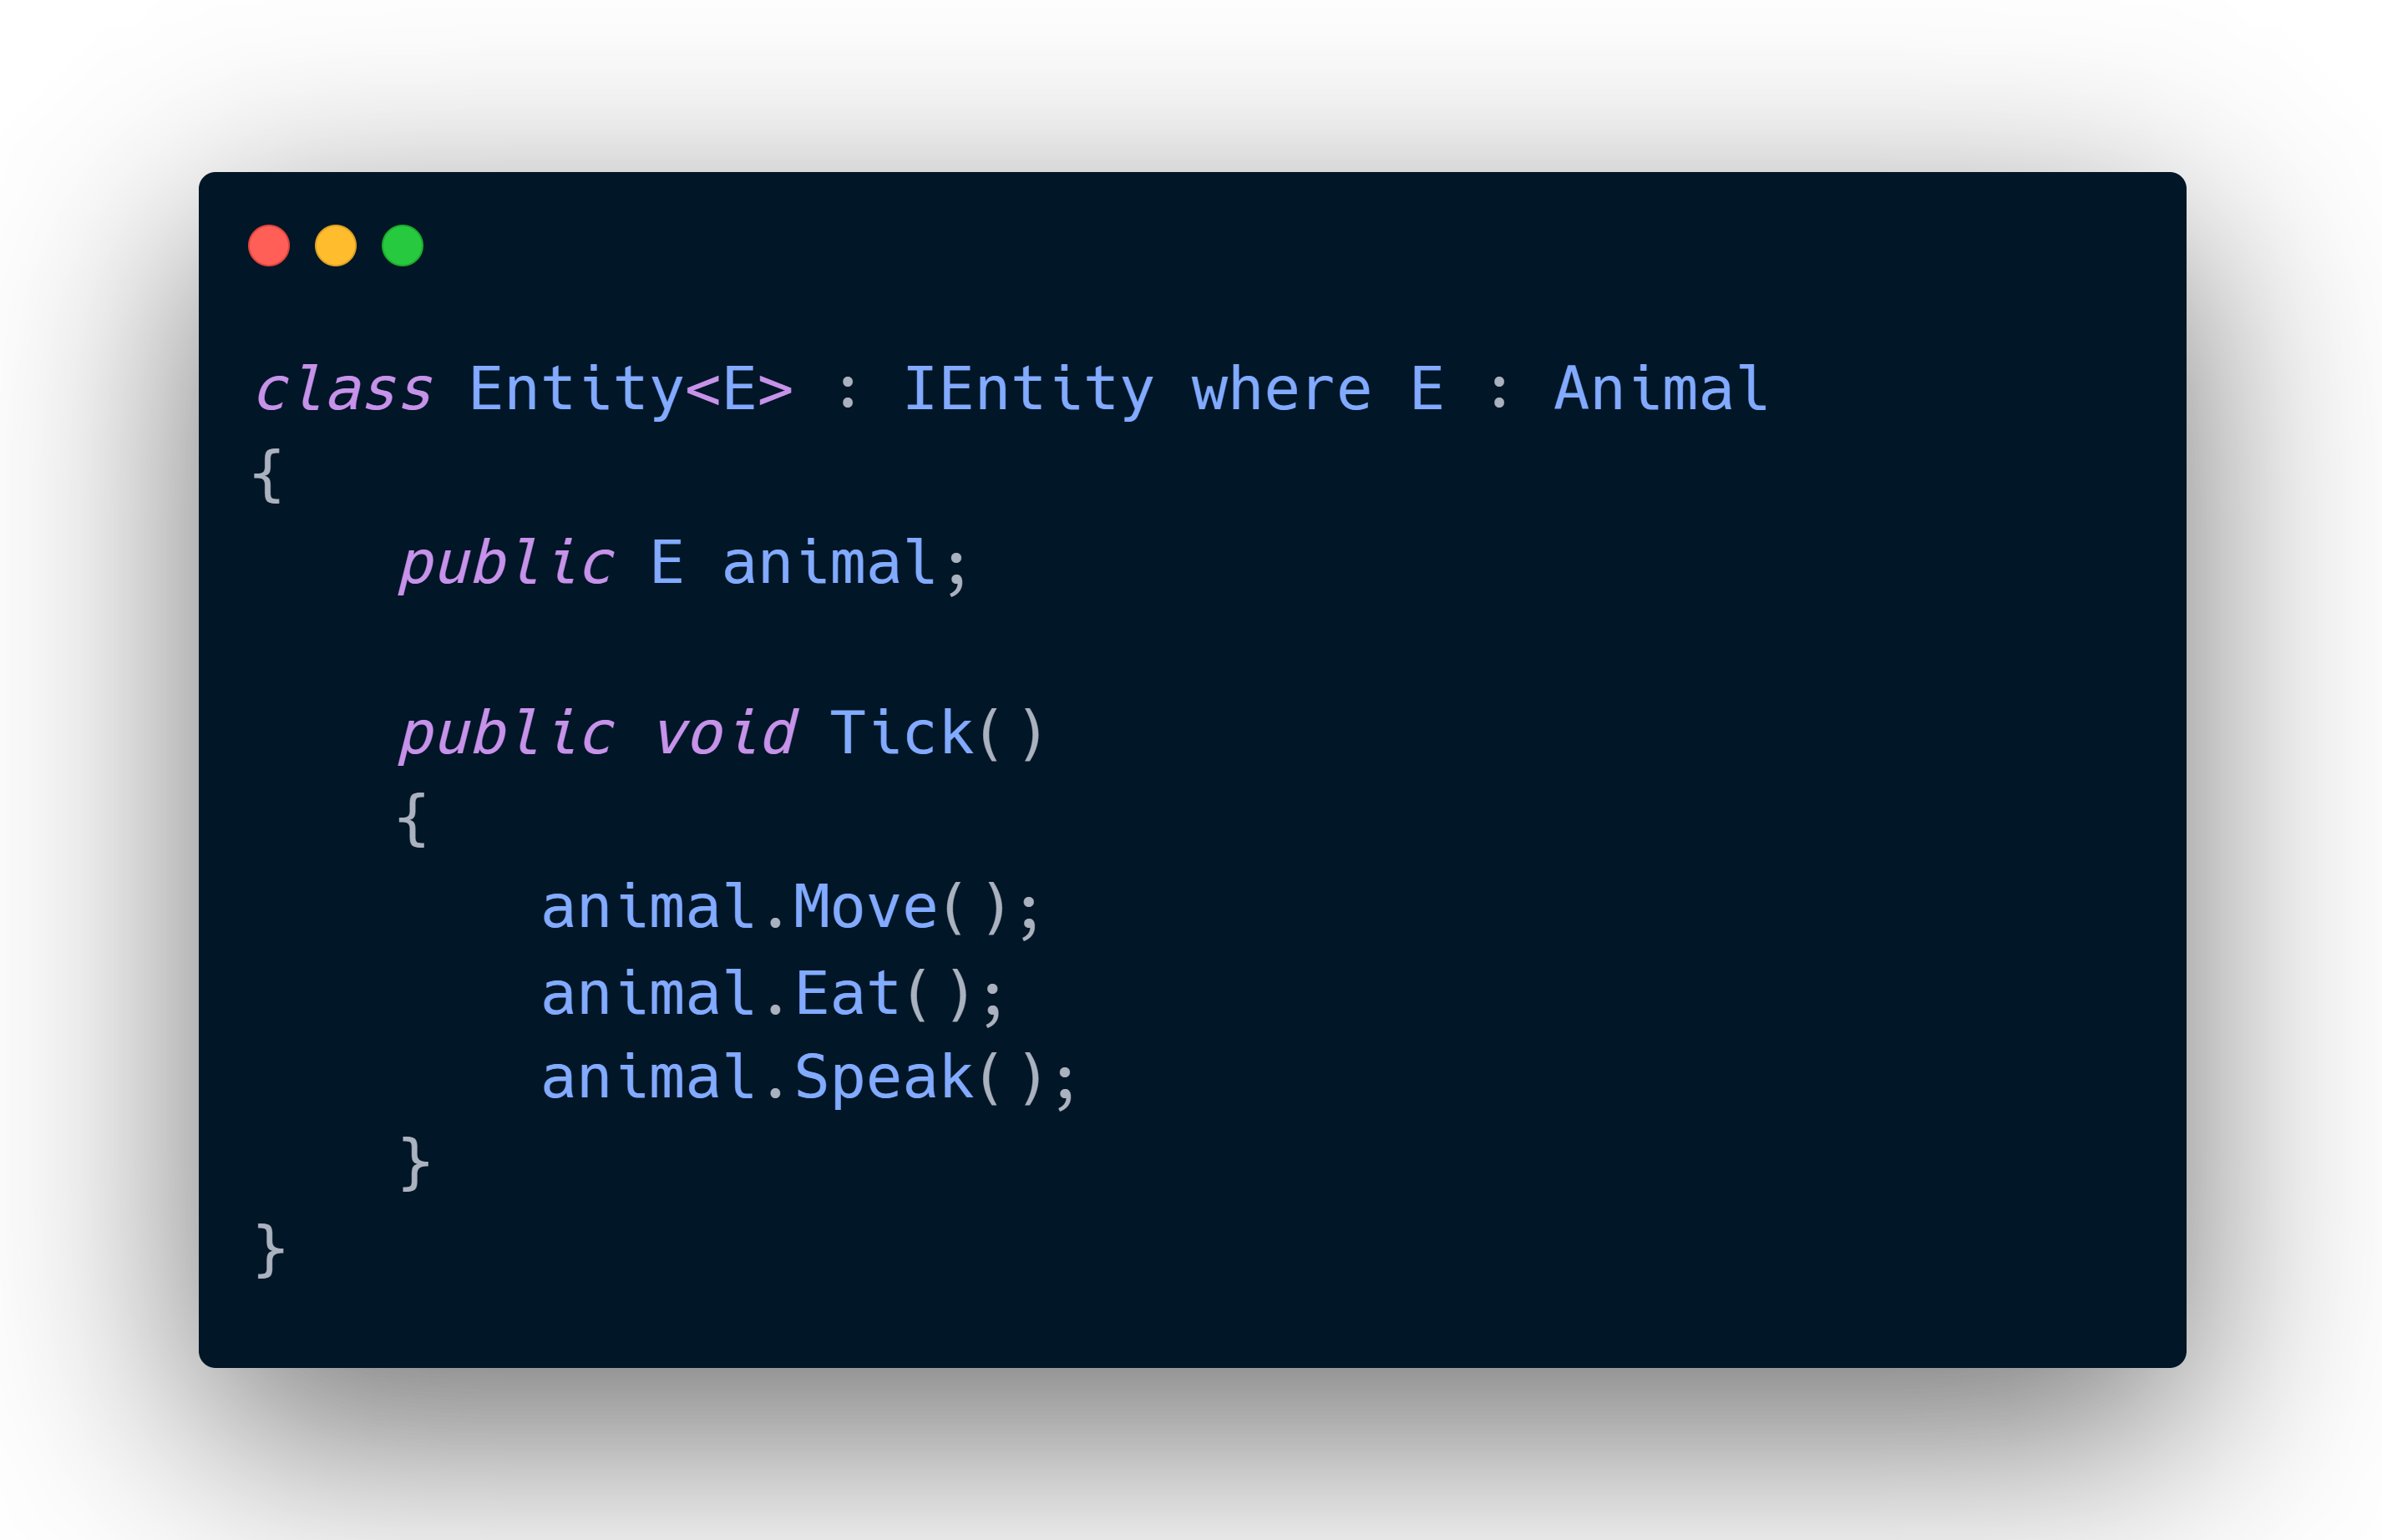 class Entity<E> : IEntity where E : Animal
{
    public E animal;

    public void Tick()
    {
        animal.Move();
        animal.Eat();
        animal.Speak();
    }
}